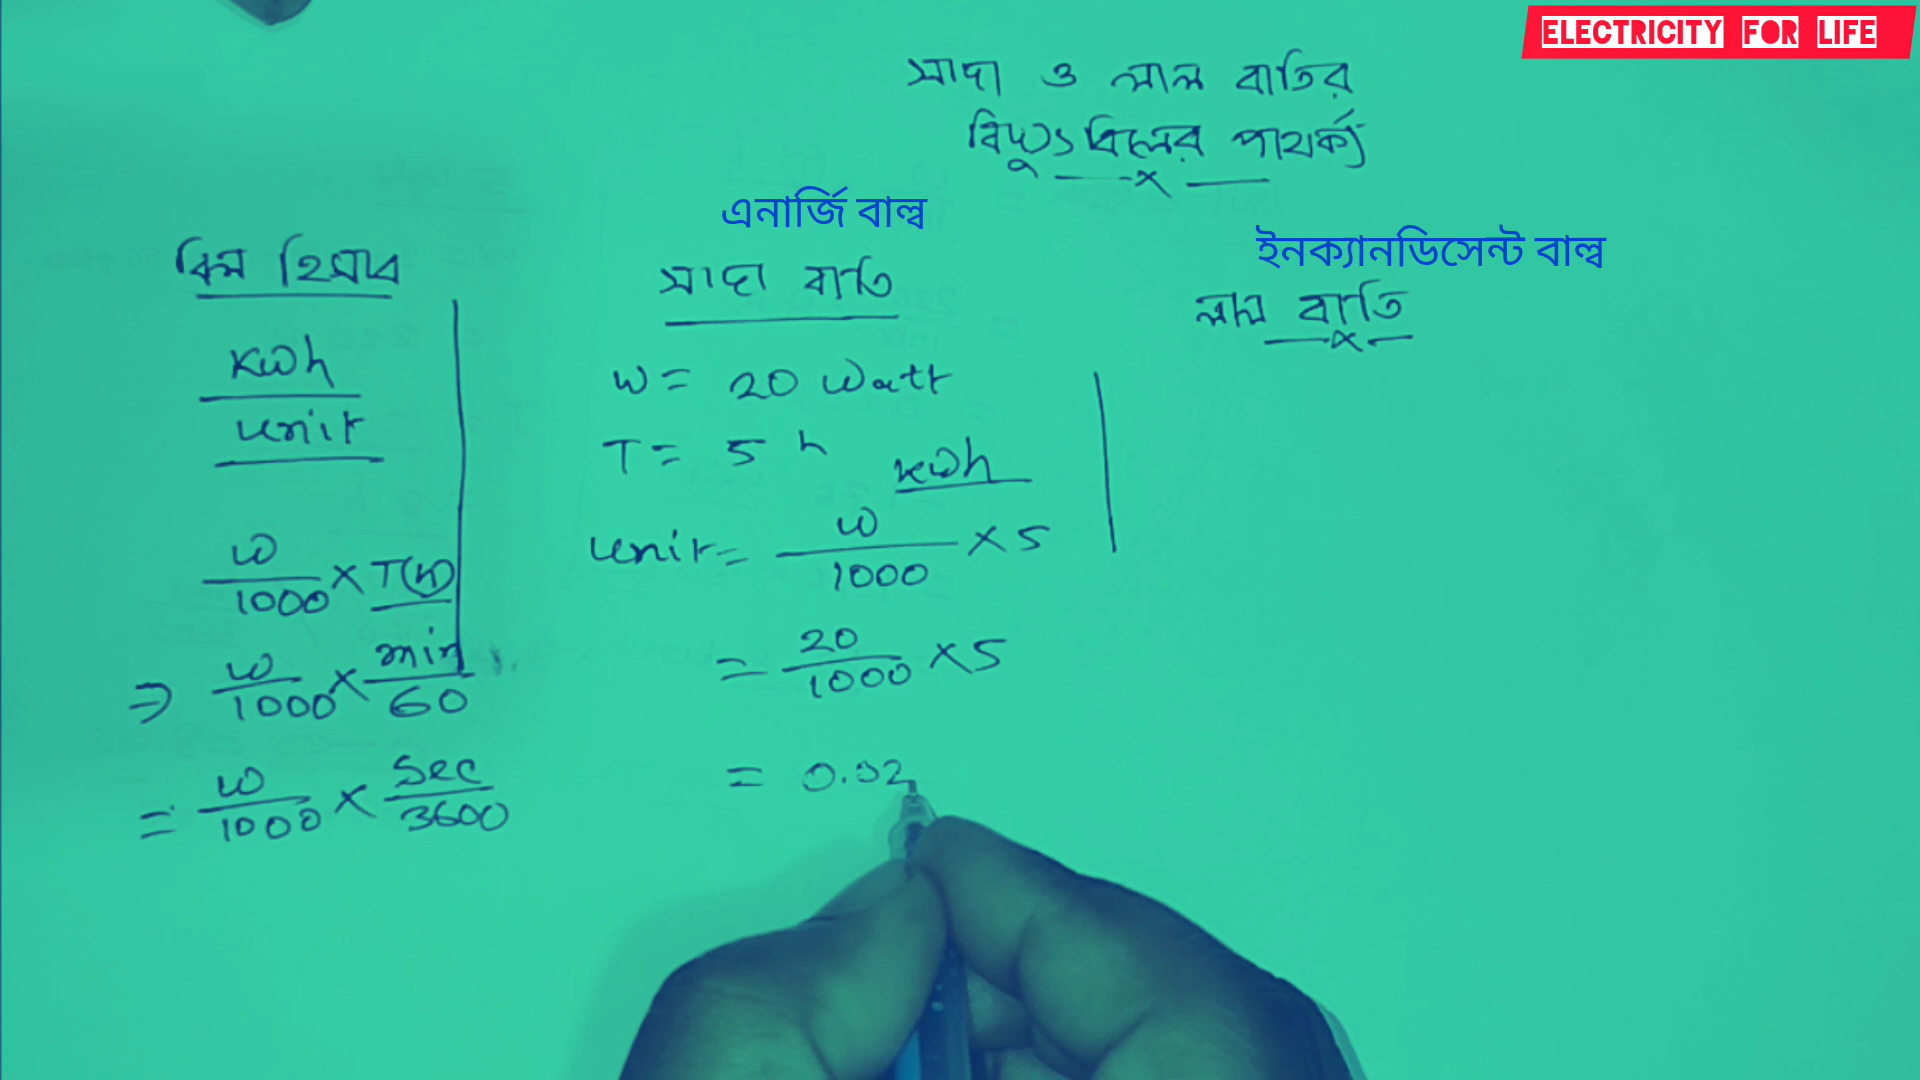 ELECTRICITY FOR LIFE
সাদা ও লাল বাতির
বিদ্যুৎ বিলের পার্থক্য
x
বিল হিসাব
kwh
unit
w/1000 × T(h)
⇒ w/1000 × min/60
= w/1000 × Sec/3600
এনার্জি বাল্ব
সাদা বাতি
W = 20 Watt
T = 5 h
kwh
unit = w/1000 × 5
= 20/1000 × 5
= 0.02
ইনক্যানডিসেন্ট বাল্ব
লাল বাতি
x